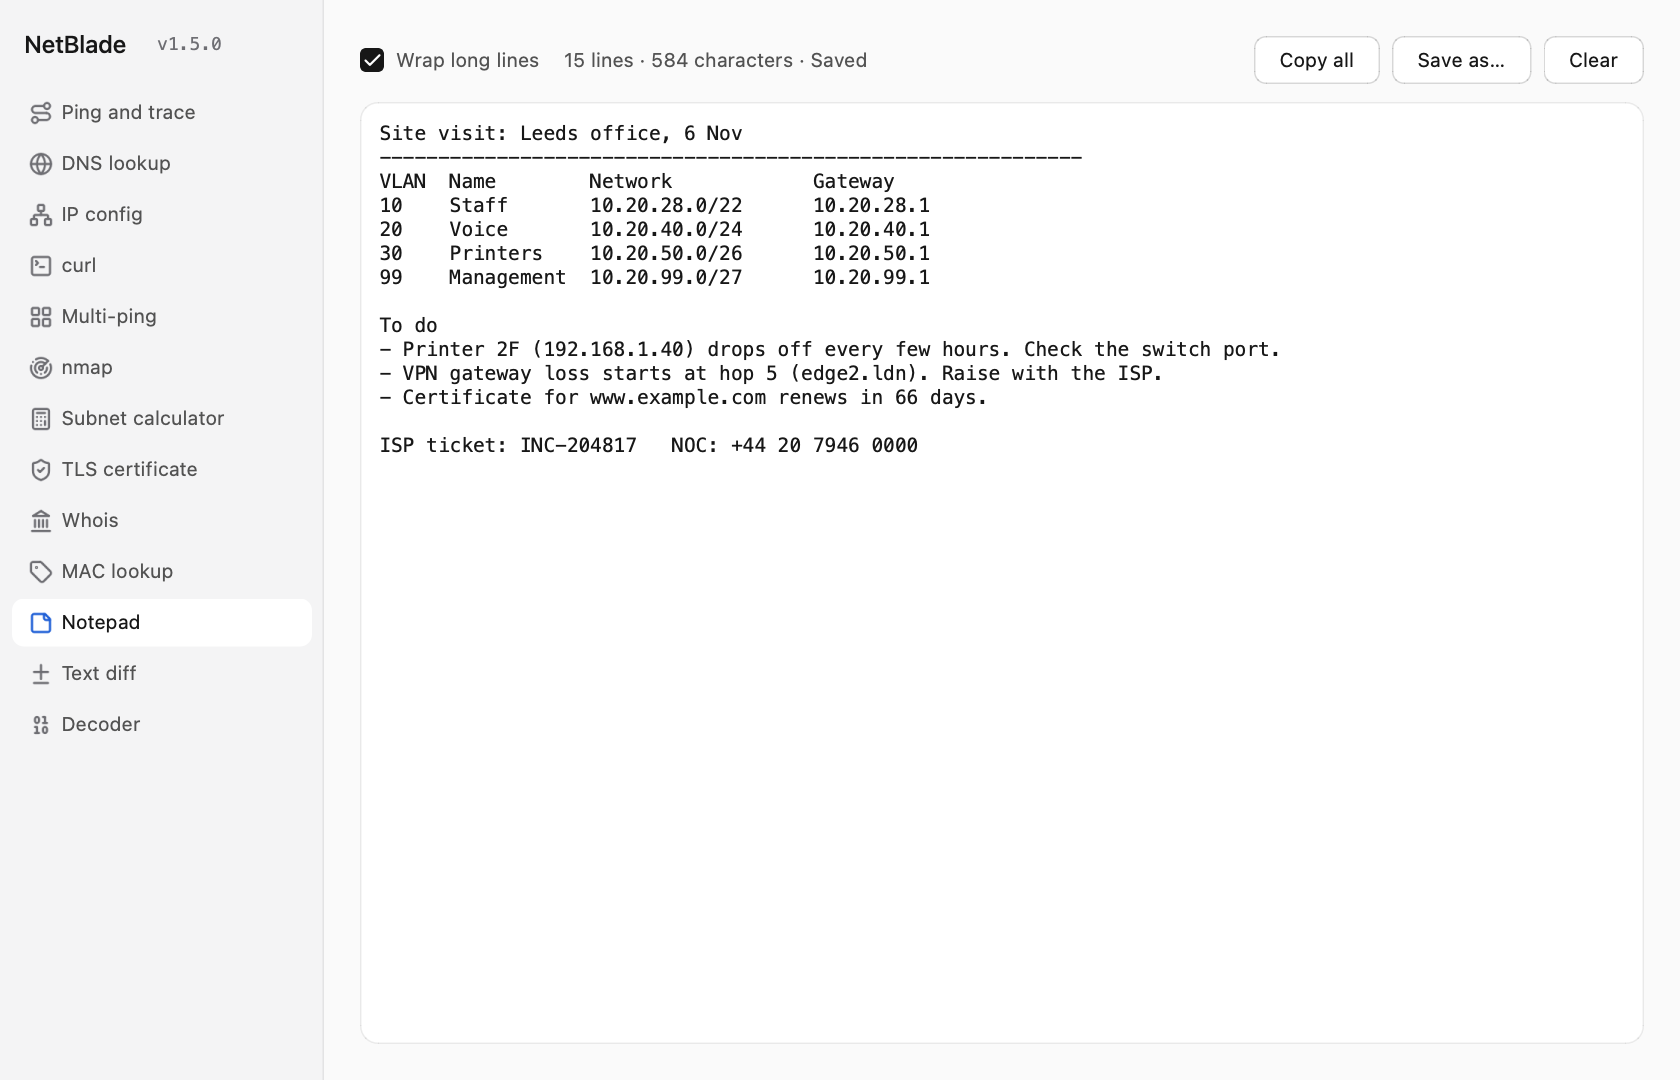 NetBlade v1.5.0
Ping and trace
DNS lookup
IP config
curl
Multi-ping
nmap
Subnet calculator
TLS certificate
Whois
MAC lookup
Notepad
Text diff
Decoder
Wrap long lines 15 lines · 584 characters · Saved
Copy all Save as... Clear
Site visit: Leeds office, 6 Nov
------------------------------------------------------------
VLAN  Name        Network            Gateway
10    Staff       10.20.28.0/22      10.20.28.1
20    Voice       10.20.40.0/24      10.20.40.1
30    Printers    10.20.50.0/26      10.20.50.1
99    Management  10.20.99.0/27      10.20.99.1

To do
- Printer 2F (192.168.1.40) drops off every few hours. Check the switch port.
- VPN gateway loss starts at hop 5 (edge2.ldn). Raise with the ISP.
- Certificate for www.example.com renews in 66 days.

ISP ticket: INC-204817   NOC: +44 20 7946 0000